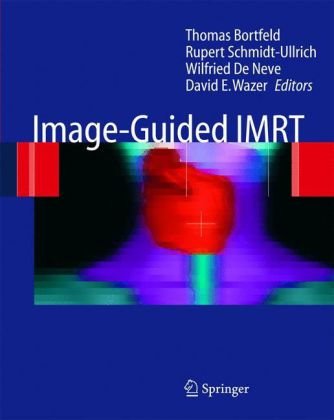 Thomas Bortfeld
Rupert Schmidt-Ullrich
Wilfried De Neve
David E. Wazer Editors
Image-Guided IMRT
Springer